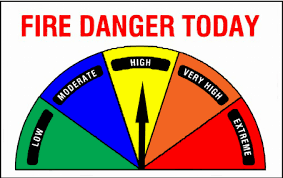 FIRE DANGER TODAY
LOW
MODERATE
HIGH
VERY HIGH
EXTREME